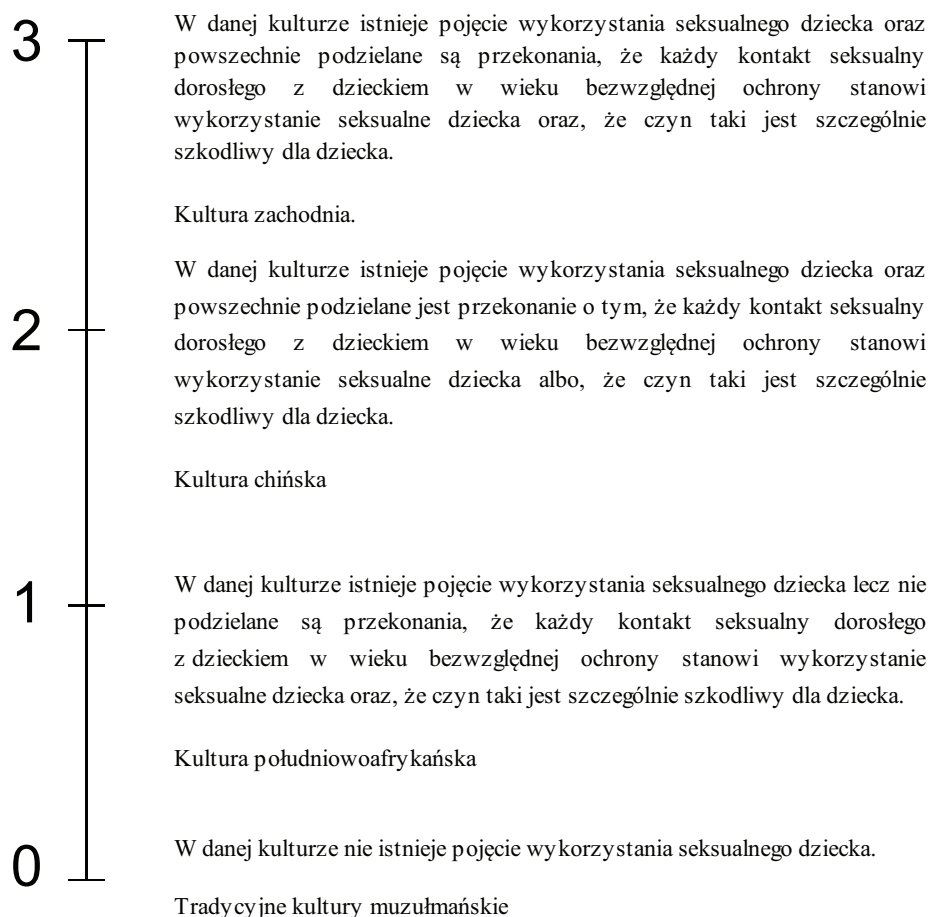 3
W danej kulturze istnieje pojęcie wykorzystania seksualnego dziecka oraz
powszechnie podzielane są przekonania, że każdy kontakt seksualny
dorosłego z dzieckiem w wieku bezwzględnej ochrony stanowi
wykorzystanie seksualne dziecka oraz, że czyn taki jest szczególnie
szkodliwy dla dziecka.
Kultura zachodnia.
2
W danej kulturze istnieje pojęcie wykorzystania seksualnego dziecka oraz
powszechnie podzielane jest przekonanie o tym, że każdy kontakt seksualny
dorosłego z dzieckiem w wieku bezwzględnej ochrony stanowi
wykorzystanie seksualne dziecka albo, że czyn taki jest szczególnie
szkodliwy dla dziecka.
Kultura chińska
1
W danej kulturze istnieje pojęcie wykorzystania seksualnego dziecka lecz nie
podzielane są przekonania, że każdy kontakt seksualny dorosłego
z dzieckiem w wieku bezwzględnej ochrony stanowi wykorzystanie
seksualne dziecka oraz, że czyn taki jest szczególnie szkodliwy dla dziecka.
Kultura południowoafrykańska
0
W danej kulturze nie istnieje pojęcie wykorzystania seksualnego dziecka.
Tradycyjne kultury muzułmańskie